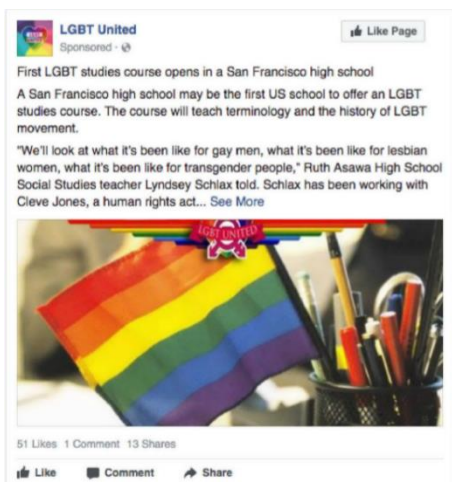 LGBT United
Like Page
Sponsored ·
First LGBT studies course opens in a San Francisco high school
A San Francisco high school may be the first US school to offer an LGBT
studies course. The course will teach terminology and the history of LGBT
movement.
"We'll look at what it's been like for gay men, what it's been like for lesbian
women, what it's been like for transgender people," Ruth Asawa High School
Social Studies teacher Lyndsey Schlax told. Schlax has been working with
Cleve Jones, a human rights act... See More
LGBT UNITED
51 Likes 1 Comment 13 Shares
Like Comment Share